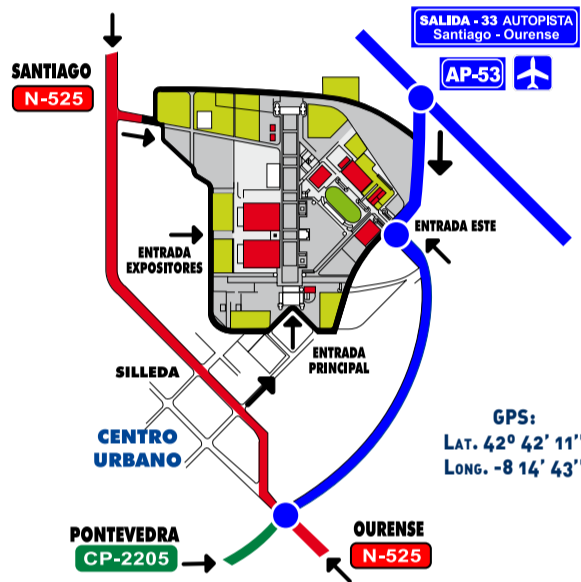 SALIDA - 33 AUTOPISTA
Santiago - Ourense
AP-53
SANTIAGO
N-525
ENTRADA ESTE
ENTRADA
EXPOSITORES
ENTRADA
PRINCIPAL
SILLEDA
CENTRO
URBANO
GPS:
LAT. 42º 42' 11''
LONG. -8 14' 43''
PONTEVEDRA
CP-2205
OURENSE
N-525